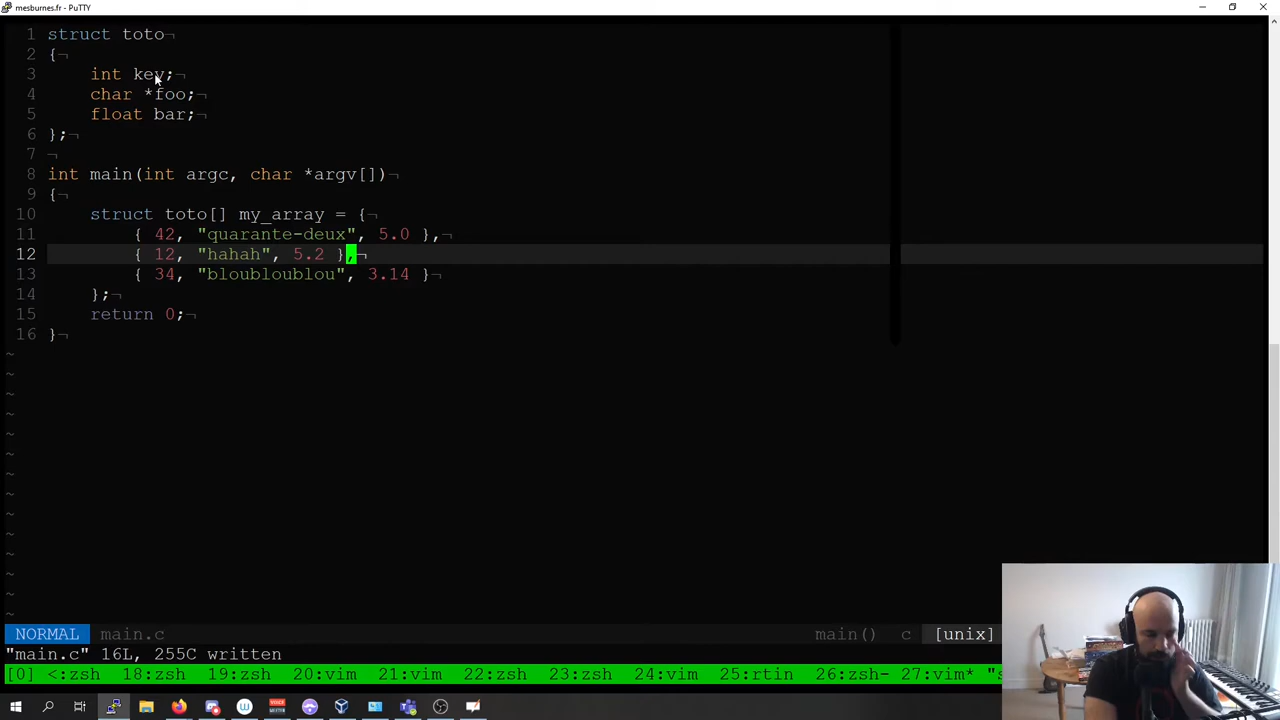 mesburnes.fr - PuTTY
1 struct toto¬
2 {¬
3 int key;¬
4 char *foo;¬
5 float bar;¬
6 };¬
7 ¬
8 int main(int argc, char *argv[])¬
9 {¬
10 struct toto[] my_array = {¬
11 { 42, "quarante-deux", 5.0 },¬
12 { 12, "hahah", 5.2 },¬
13 { 34, "bloubloublou", 3.14 }¬
14 };¬
15 return 0;¬
16 }¬
~
~
~
~
~
~
~
~
~
~
~
~
~
~
NORMAL main.c main() c [unix]
"main.c" 16L, 255C written
[0] <:zsh 18:zsh 19:zsh 20:vim 21:vim 22:zsh 23:zsh 24:vim 25:rtin 26:zsh- 27:vim* "s